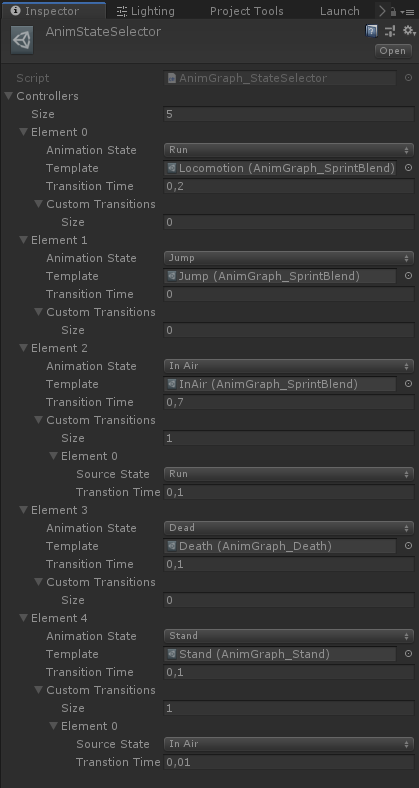 Inspector Lighting Project Tools Launch
AnimStateSelector
Open
Script AnimGraph_StateSelector
Controllers
Size 5
Element 0
Animation State Run
Template Locomotion (AnimGraph_SprintBlend)
Transition Time 0,2
Custom Transitions
Size 0
Element 1
Animation State Jump
Template Jump (AnimGraph_SprintBlend)
Transition Time 0
Custom Transitions
Size 0
Element 2
Animation State In Air
Template InAir (AnimGraph_SprintBlend)
Transition Time 0,7
Custom Transitions
Size 1
Element 0
Source State Run
Transtion Time 0,1
Element 3
Animation State Dead
Template Death (AnimGraph_Death)
Transition Time 0,1
Custom Transitions
Size 0
Element 4
Animation State Stand
Template Stand (AnimGraph_Stand)
Transition Time 0,1
Custom Transitions
Size 1
Element 0
Source State In Air
Transtion Time 0,01